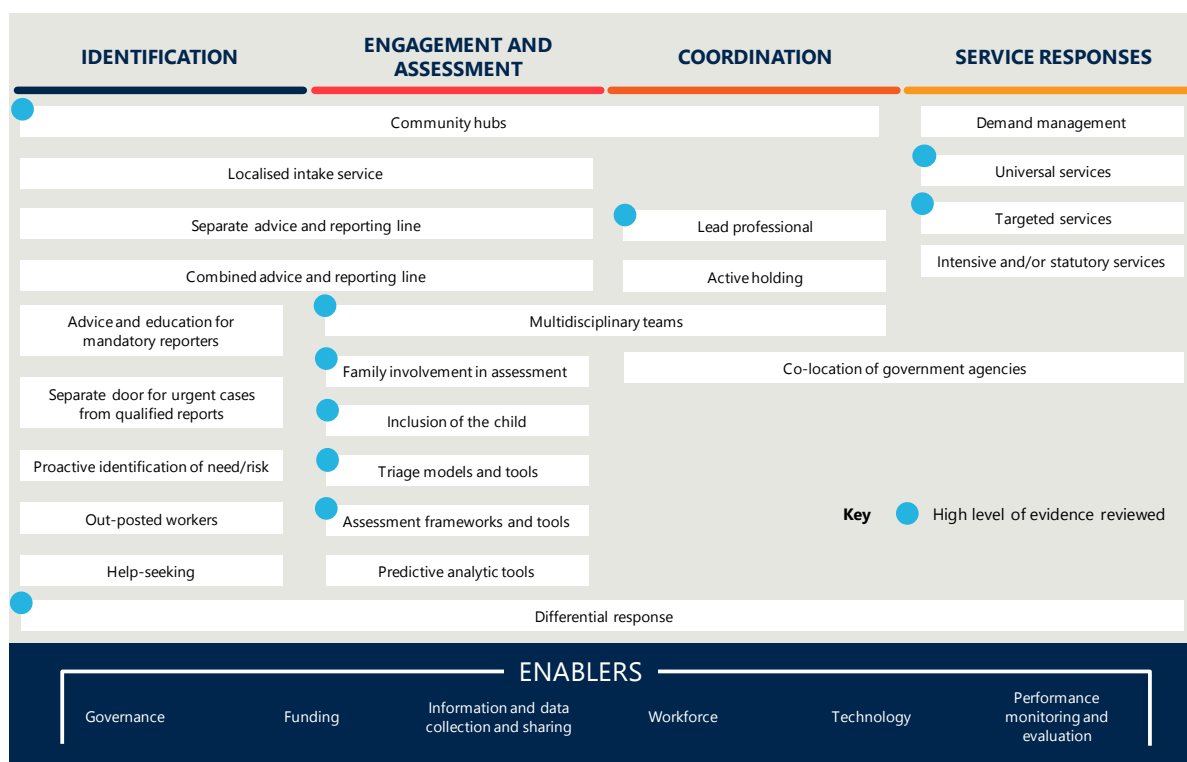 IDENTIFICATION
ENGAGEMENT AND
ASSESSMENT
COORDINATION
SERVICE RESPONSES
Community hubs
Demand management
Localised intake service
Universal services
Separate advice and reporting line
Lead professional
Targeted services
Combined advice and reporting line
Active holding
Intensive and/or statutory services
Advice and education for
mandatory reporters
Multidisciplinary teams
Family involvement in assessment
Co-location of government agencies
Separate door for urgent cases
from qualified reports
Inclusion of the child
Proactive identification of need/risk
Triage models and tools
Out-posted workers
Assessment frameworks and tools
Key
High level of evidence reviewed
Help-seeking
Predictive analytic tools
Differential response
ENABLERS
Governance
Funding
Information and data
collection and sharing
Workforce
Technology
Performance
monitoring and
evaluation